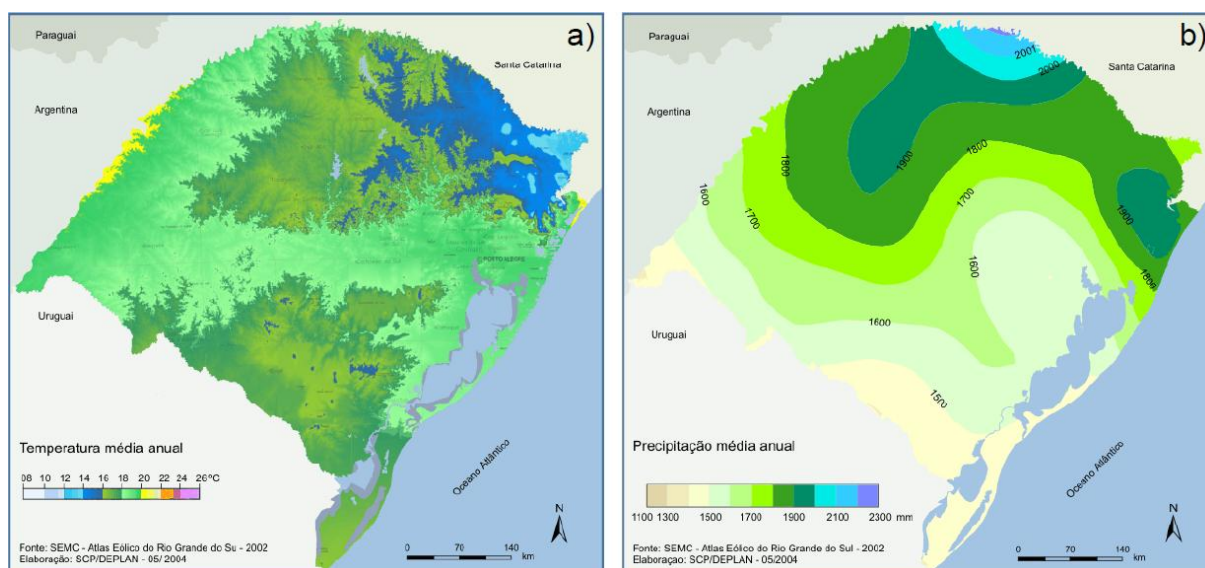 a)
Paraguai
Santa Catarina
Argentina
PORTO ALEGRE
Uruguai
Temperatura média anual
08 10 12 14 16 18 20 22 24 26 ºC
Oceano Atlântico
N
Fonte: SEMC - Atlas Eólico do Rio Grande do Su - 2002
Elaboração: SCP/DEPLAN - 05/ 2004
0 70 140
km
b)
Paraguai
2001
2000
Santa Catarina
Argentina
1800
1900
1800
1600
1700
1700
1900
1600
1800
Uruguai
1600
1500
Precipitação média anual
1100 1300 1500 1700 1900 2100 2300 mm
Oceano Atlântico
N
Fonte: SEMC - Atlas Eólico do Rio Grande do Sul - 2002
Elaboração: SCP/DEPLAN - 05/2004
0 70 140
km